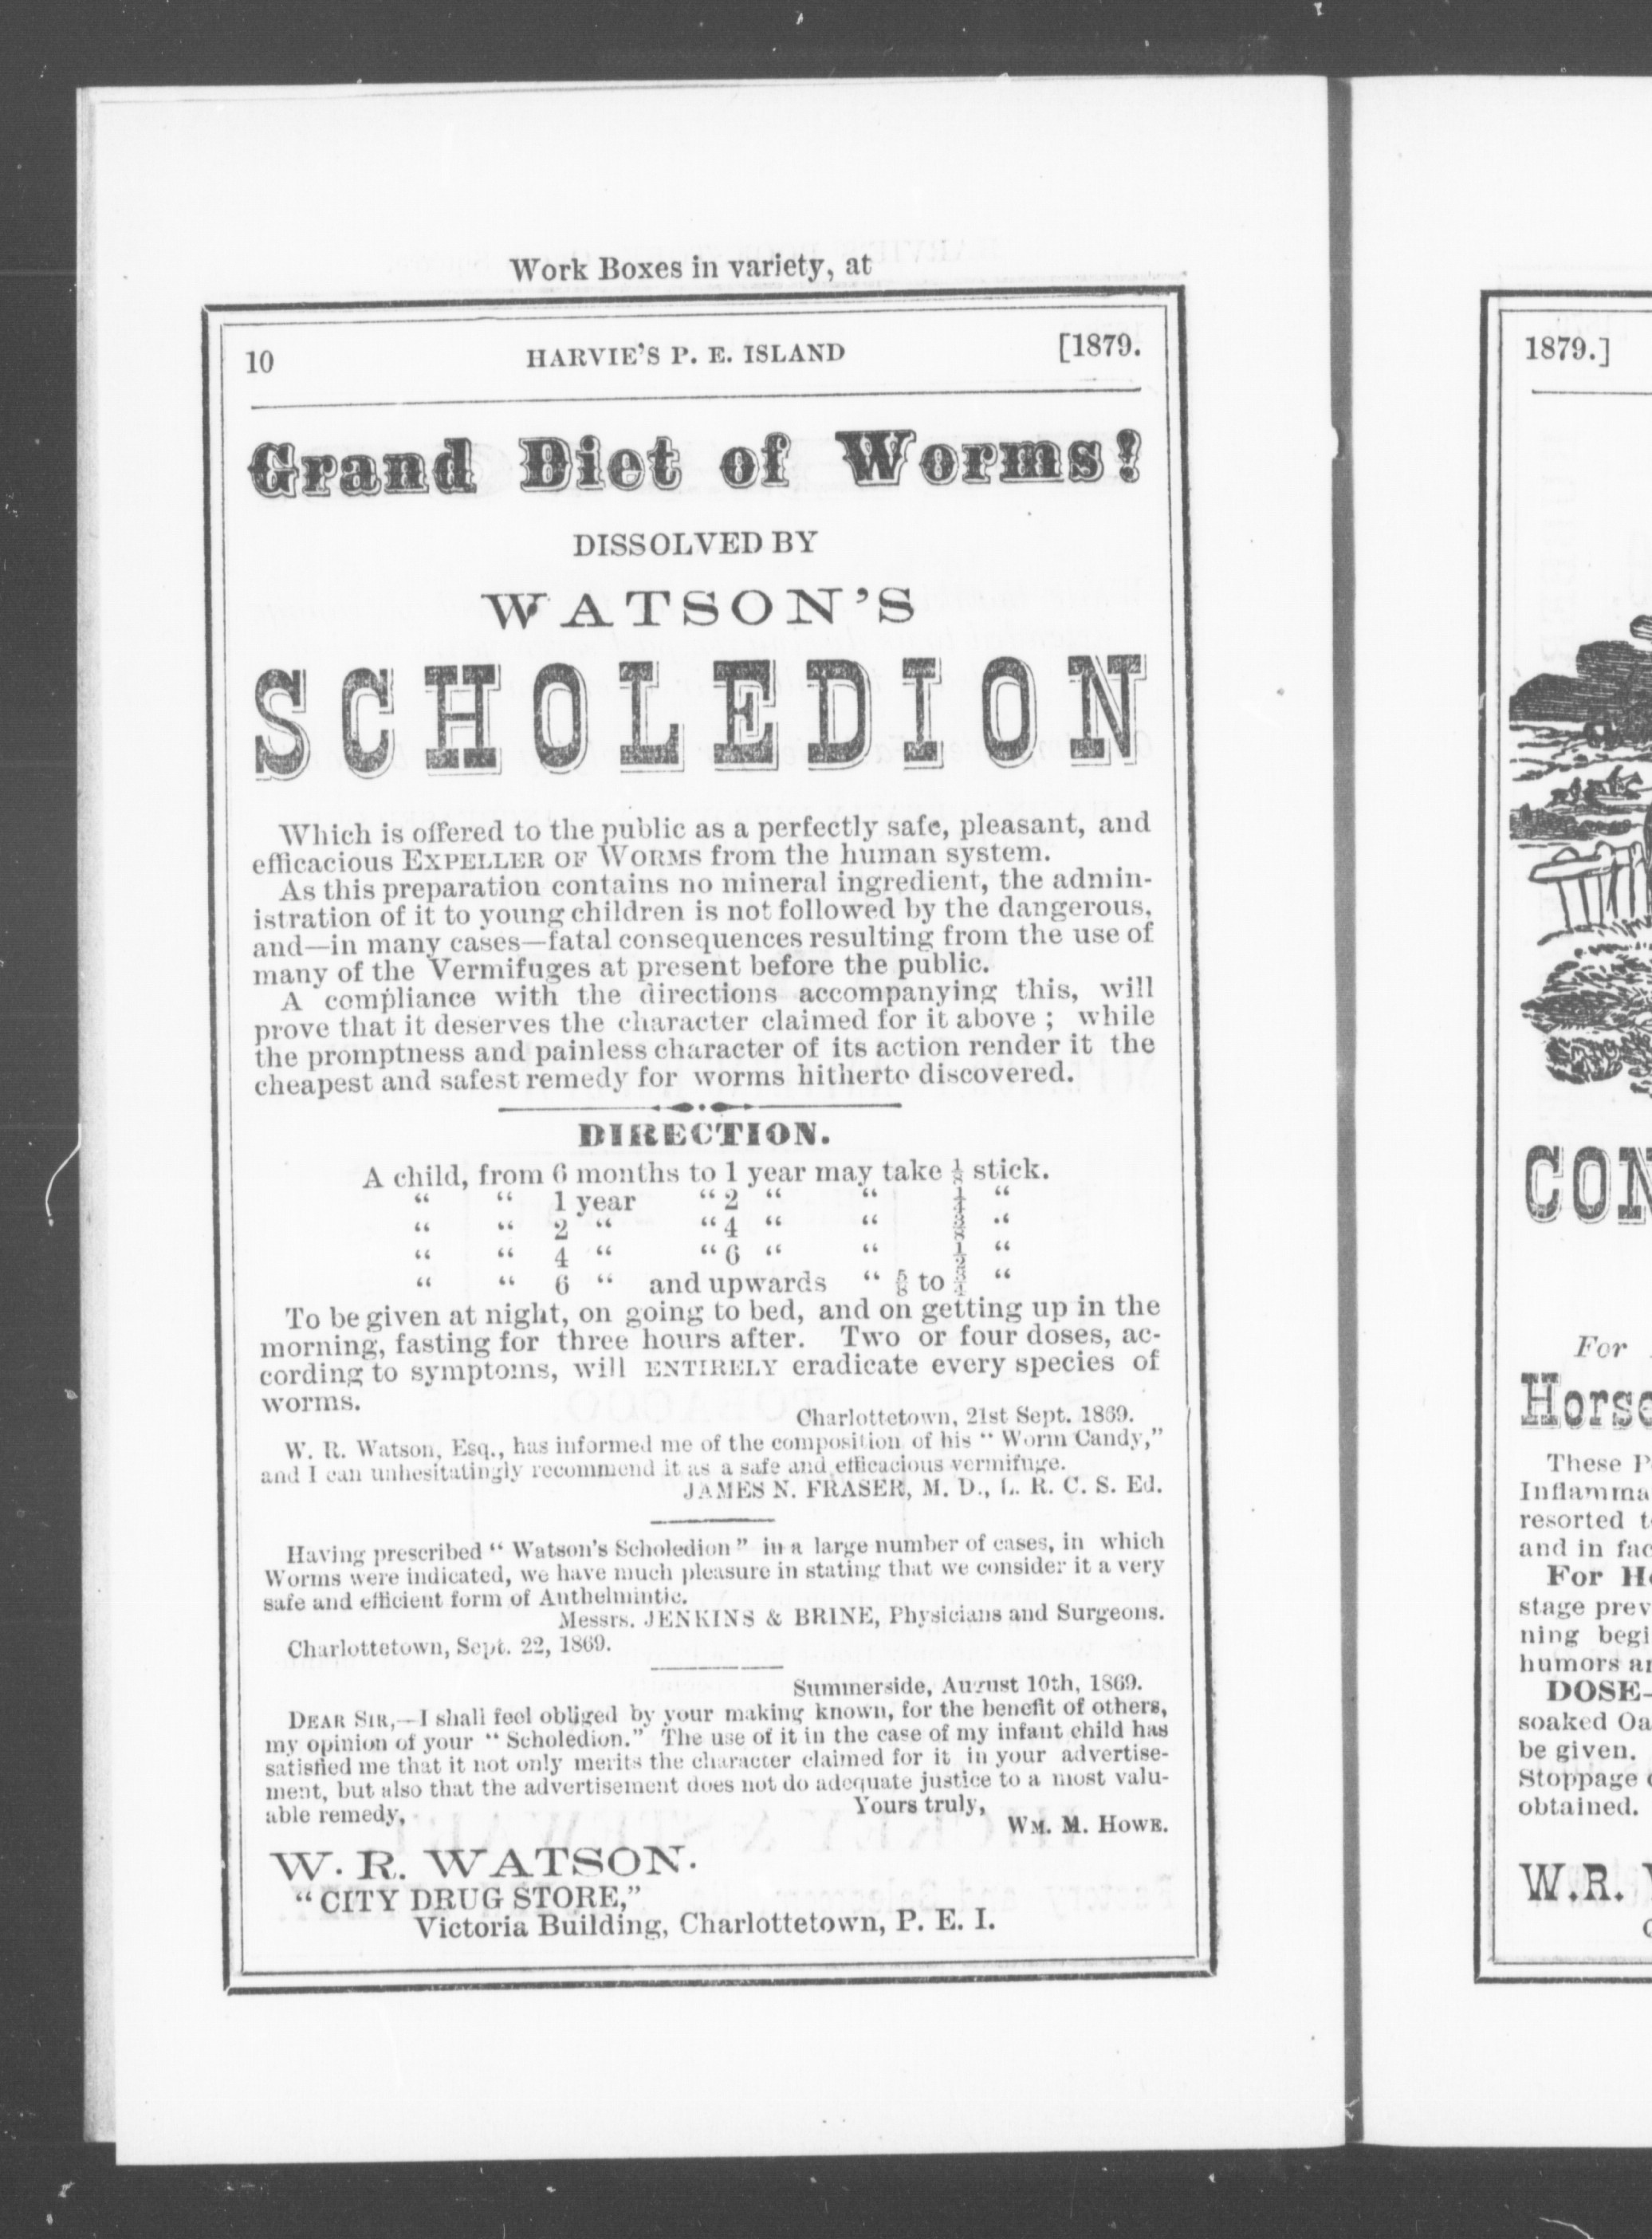 Work Boxes in variety, at
10 HARVIE'S P. E. ISLAND [1879.
Grand Diet of Worms!
DISSOLVED BY
WATSON'S
SCHOLEDION
Which is offered to the public as a perfectly safe, pleasant, and
efficacious EXPELLER OF WORMS from the human system.
As this preparation contains no mineral ingredient, the admin-
istration of it to young children is not followed by the dangerous,
and—in many cases—fatal consequences resulting from the use of
many of the Vermifuges at present before the public.
A compliance with the directions accompanying this, will
prove that it deserves the character claimed for it above ; while
the promptness and painless character of its action render it the
cheapest and safest remedy for worms hitherto discovered.
DIRECTION.
A child, from 6 months to 1 year may take ⅛ stick.
“ “ 1 year “ 2 “ “ ¼ “
“ “ 2 “ “ 4 “ “ ⅜ “
“ “ 4 “ “ 6 “ “ ½ “
“ “ 6 “ and upwards “ ⅝ to ¾ “
To be given at night, on going to bed, and on getting up in the
morning, fasting for three hours after. Two or four doses, ac-
cording to symptoms, will ENTIRELY eradicate every species of
worms.
Charlottetown, 21st Sept. 1869.
W. R. Watson, Esq., has informed me of the composition of his “ Worm Candy,”
and I can unhesitatingly recommend it as a safe and efficacious vermifuge.
JAMES N. FRASER, M. D., L. R. C. S. Ed.
Having prescribed “ Watson's Scholedion ” in a large number of cases, in which
Worms were indicated, we have much pleasure in stating that we consider it a very
safe and efficient form of Anthelmintic.
Messrs. JENKINS & BRINE, Physicians and Surgeons.
Charlottetown, Sept. 22, 1869.
Summerside, August 10th, 1869.
DEAR SIR,—I shall feel obliged by your making known, for the benefit of others,
my opinion of your “ Scholedion.” The use of it in the case of my infant child has
satisfied me that it not only merits the character claimed for it in your advertise-
ment, but also that the advertisement does not do adequate justice to a most valu-
able remedy, Yours truly,
WM. M. HOWE.
W. R. WATSON.
“CITY DRUG STORE,”
Victoria Building, Charlottetown, P. E. I.
1879.]
CON
For
Horse
These P
Inflamma
resorted t
and in fac
For H
stage prev
ning begi
humors a
DOSE-
soaked Oa
be given.
Stoppage
obtained.
W.R.